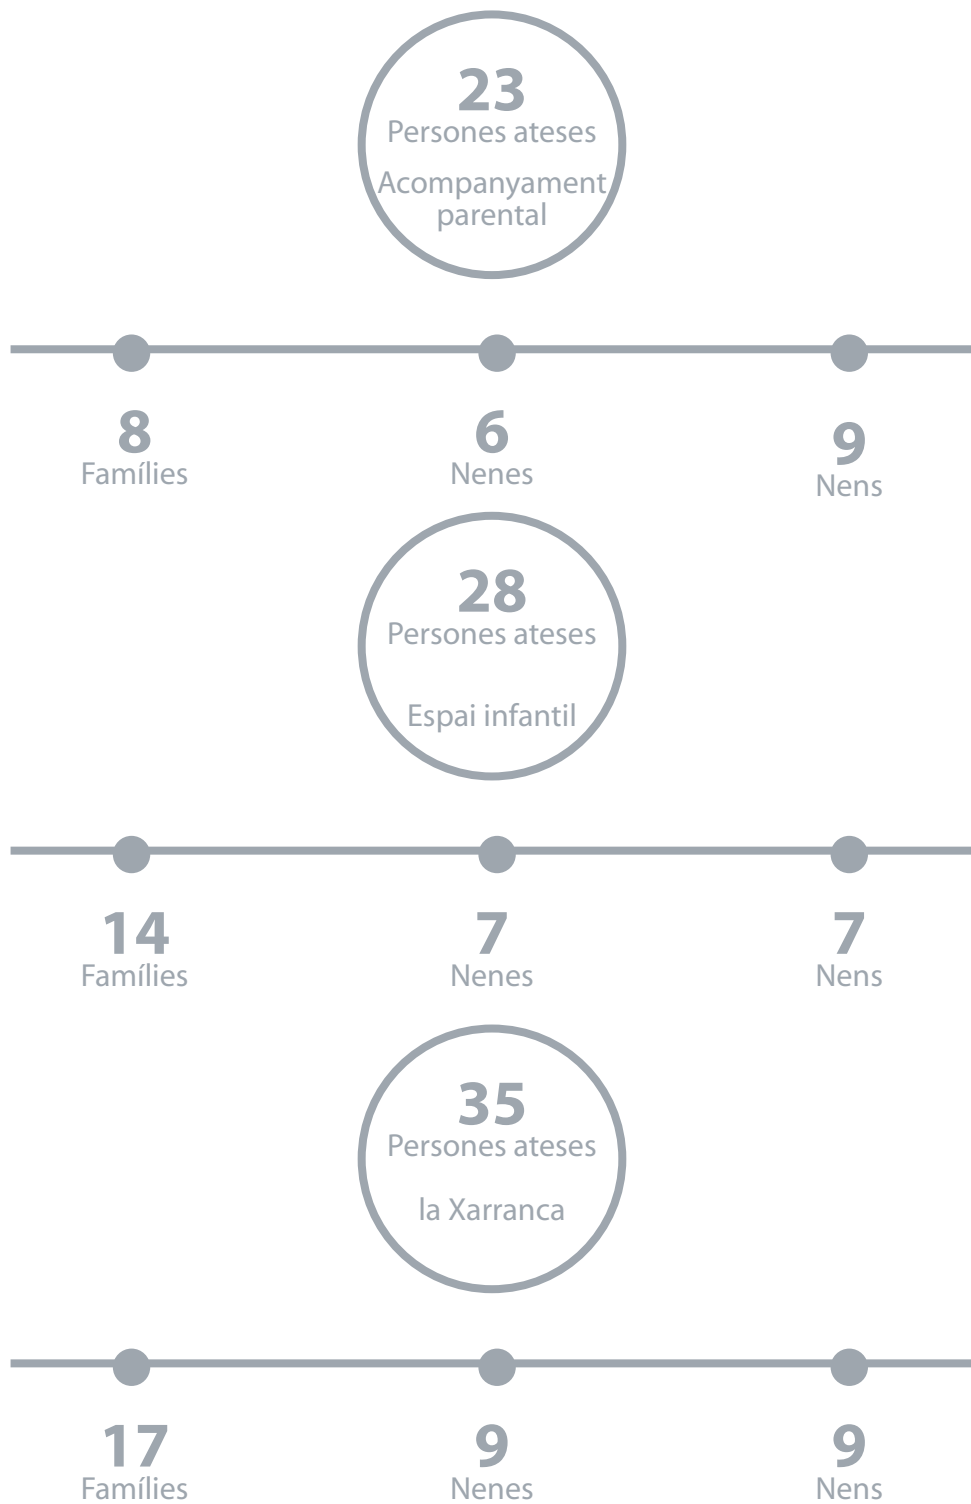 23
Persones ateses
Acompanyament
parental
8
Famílies
6
Nenes
9
Nens
28
Persones ateses
Espai infantil
14
Famílies
7
Nenes
7
Nens
35
Persones ateses
la Xarranca
17
Famílies
9
Nenes
9
Nens